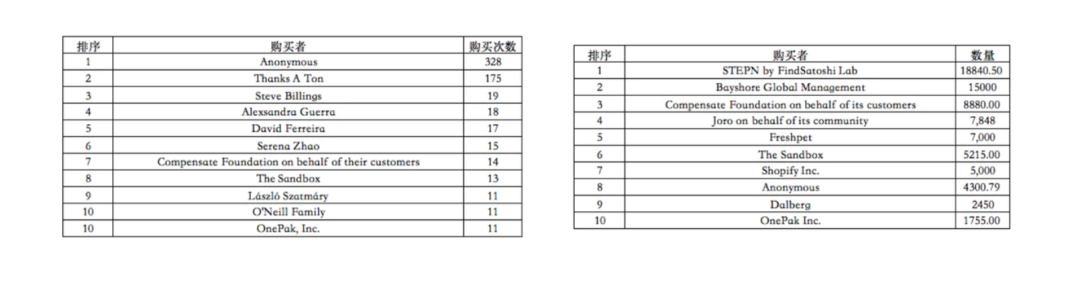 排序 购买者 购买次数
1 Anonymous 328
2 Thanks A Ton 175
3 Steve Billings 19
4 Alexsandra Guerra 18
5 David Ferreira 17
6 Serena Zhao 15
7 Compensate Foundation on behalf of their customers 14
8 The Sandbox 13
9 László Szatmáry 11
10 O'Neill Family 11
10 OnePak, Inc. 11
排序 购买者 数量
1 STEPN by FindSatoshi Lab 18840.50
2 Bayshore Global Management 15000
3 Compensate Foundation on behalf of its customers 8880.00
4 Joro on behalf of its community 7,848
5 Freshpet 7,000
6 The Sandbox 5215.00
7 Shopify Inc. 5,000
8 Anonymous 4300.79
9 Dalberg 2450
10 OnePak Inc. 1755.00